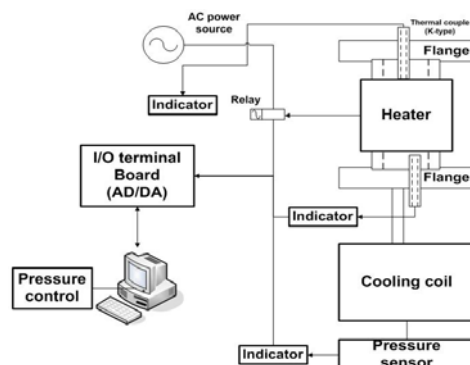 AC power
source
Thermal couple
(K-type)
Flange
Indicator
Relay
Heater
I/O terminal
Board
(AD/DA)
Flange
Indicator
Pressure
control
Cooling coil
Indicator
Pressure
sensor